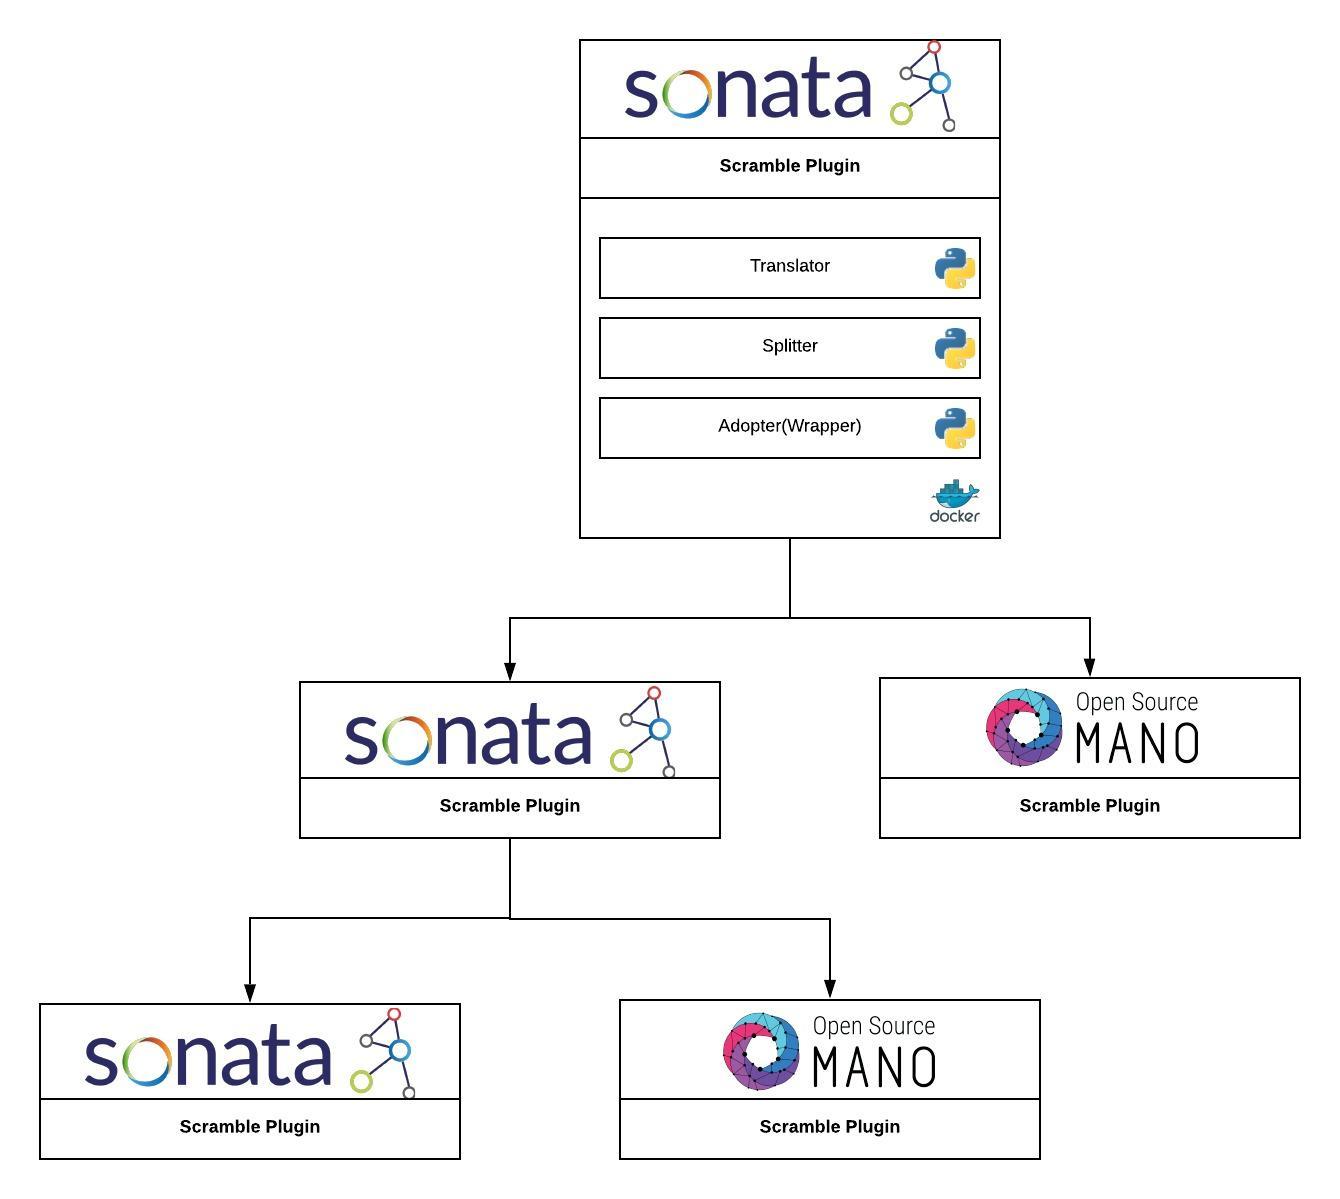 sonata
Scramble Plugin
Translator
Splitter
Adopter(Wrapper)
docker
sonata
Scramble Plugin
Open Source
MANO
Scramble Plugin
sonata
Scramble Plugin
Open Source
MANO
Scramble Plugin